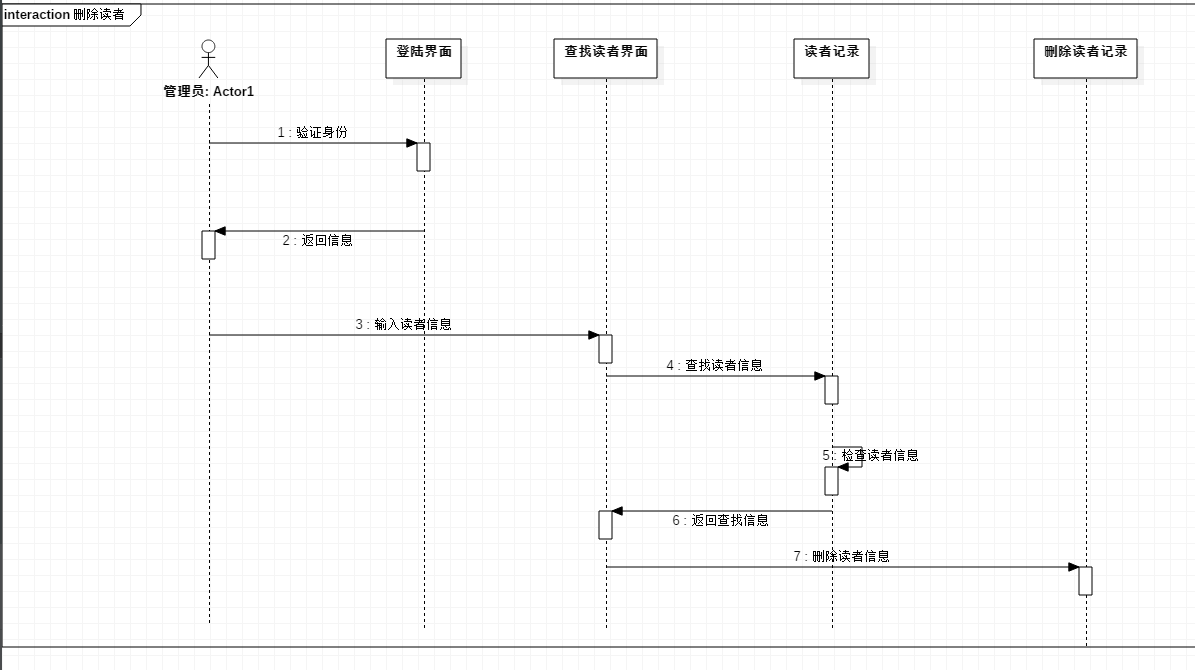 interaction 删除读者
登陆界面
查找读者界面
读者记录
删除读者记录
管理员: Actor1
1 : 验证身份
2 : 返回信息
3 : 输入读者信息
4 : 查找读者信息
5 : 检查读者信息
6 : 返回查找信息
7 : 删除读者信息